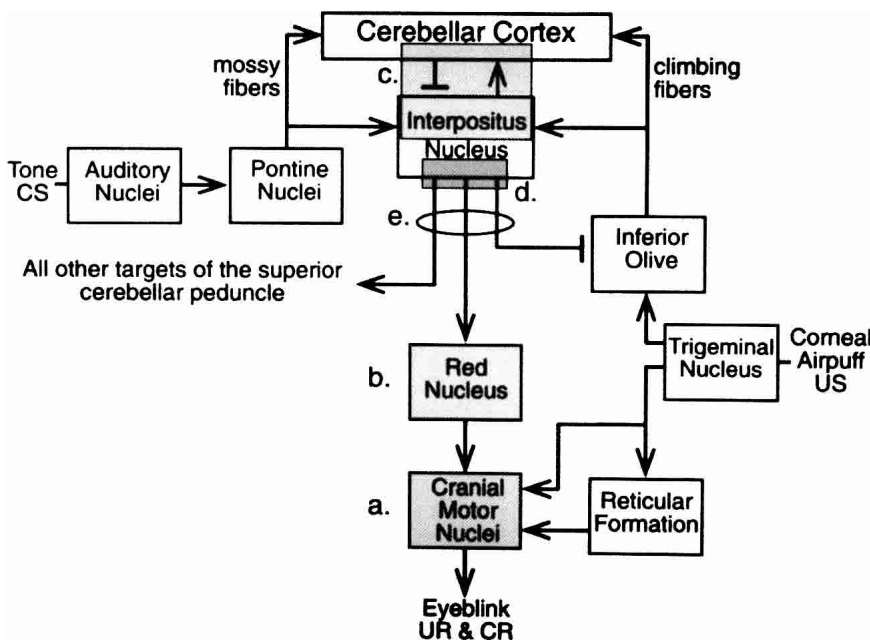 Cerebellar Cortex
mossy
fibers
c.
climbing
fibers
Interpositus
Nucleus
Tone
CS
Auditory
Nuclei
Pontine
Nuclei
d.
e.
Inferior
Olive
All other targets of the superior
cerebellar peduncle
Trigeminal
Nucleus
Corneal
Airpuff
US
b.
Red
Nucleus
a.
Cranial
Motor
Nuclei
Reticular
Formation
Eyeblink
UR & CR